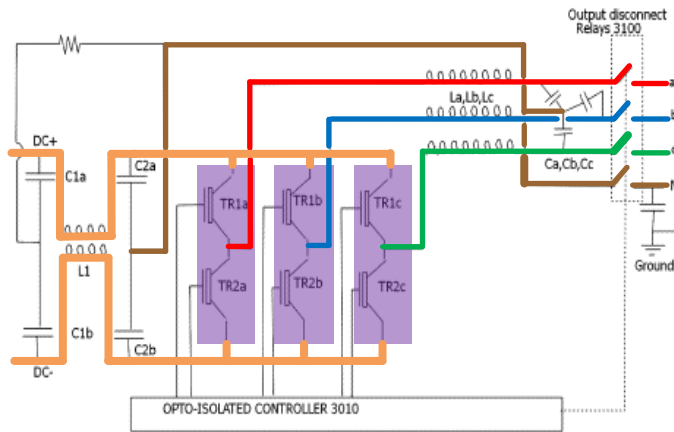 Output disconnect
Relays 3100
a
La,Lb,Lc
b
DC+
C1a
C2a
Ca,Cb,Cc
c
TR1a
TR1b
TR1c
N
L1
Ground
TR2a
TR2b
TR2c
C1b
C2b
DC-
OPTO-ISOLATED CONTROLLER 3010